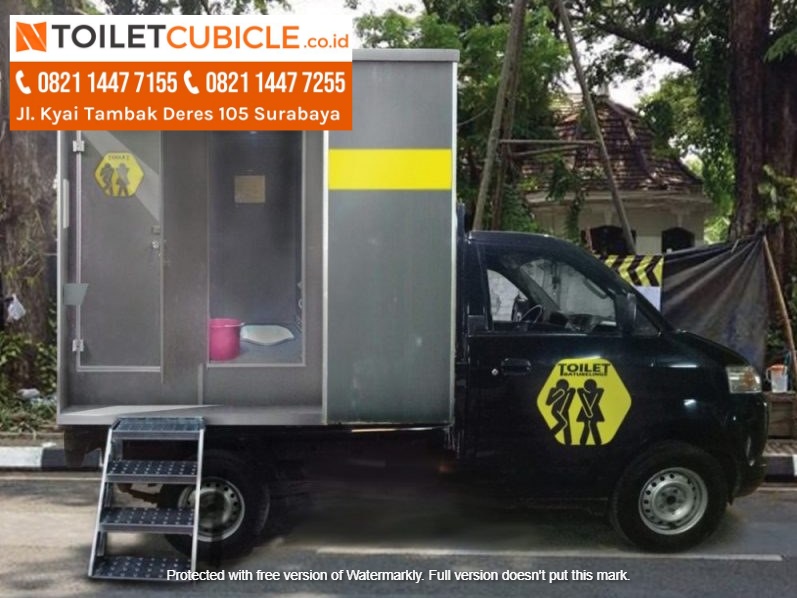 TOILETCUBICLE.co.id
0821 1447 7155 0821 1447 7255
Jl. Kyai Tambak Deres 105 Surabaya
TOILET
Protected with free version of Watermarkly. Full version doesn't put this mark.